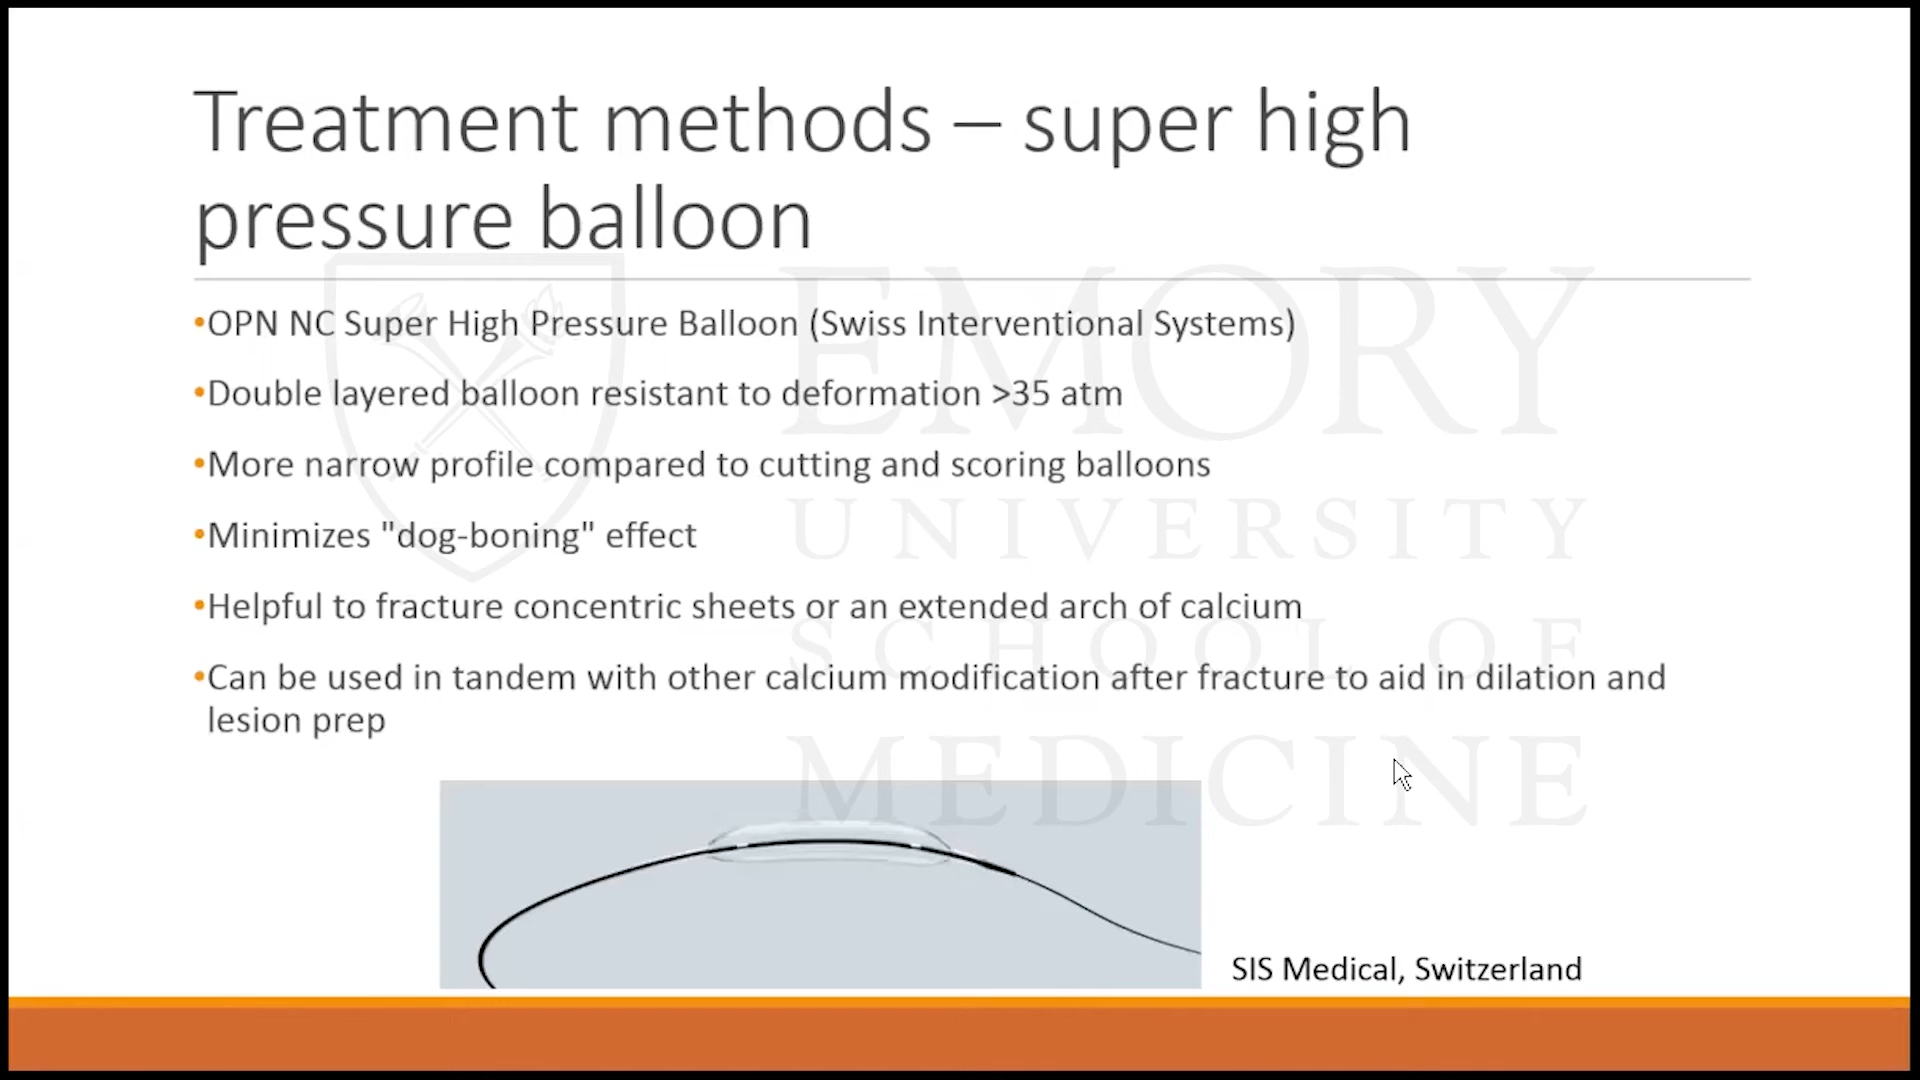 Treatment methods – super high
pressure balloon
•OPN NC Super High Pressure Balloon (Swiss Interventional Systems)
•Double layered balloon resistant to deformation >35 atm
•More narrow profile compared to cutting and scoring balloons
•Minimizes "dog-boning" effect
•Helpful to fracture concentric sheets or an extended arch of calcium
•Can be used in tandem with other calcium modification after fracture to aid in dilation and
lesion prep
SIS Medical, Switzerland
EMORY
UNIVERSITY
SCHOOL OF
MEDICINE